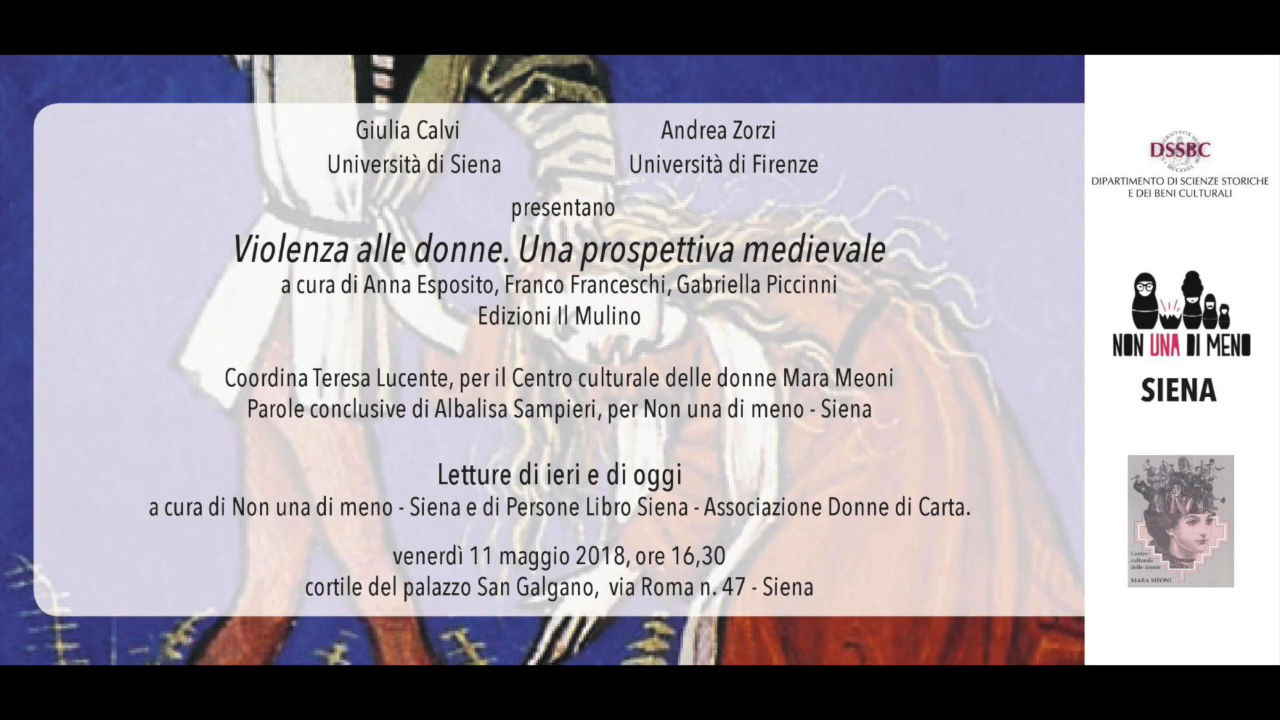 Giulia Calvi
Università di Siena
Andrea Zorzi
Università di Firenze
presentano
Violenza alle donne. Una prospettiva medievale
a cura di Anna Esposito, Franco Franceschi, Gabriella Piccinni
Edizioni Il Mulino
Coordina Teresa Lucente, per il Centro culturale delle donne Mara Meoni
Parole conclusive di Albalisa Sampieri, per Non una di meno - Siena
Letture di ieri e di oggi
a cura di Non una di meno - Siena e di Persone Libro Siena - Associazione Donne di Carta.
venerdì 11 maggio 2018, ore 16,30
cortile del palazzo San Galgano, via Roma n. 47 - Siena
DSSBC
DIPARTIMENTO DI SCIENZE STORICHE
E DEI BENI CULTURALI
NON UNA DI MENO
SIENA
Centro
culturale
delle donne
MARA MEONI